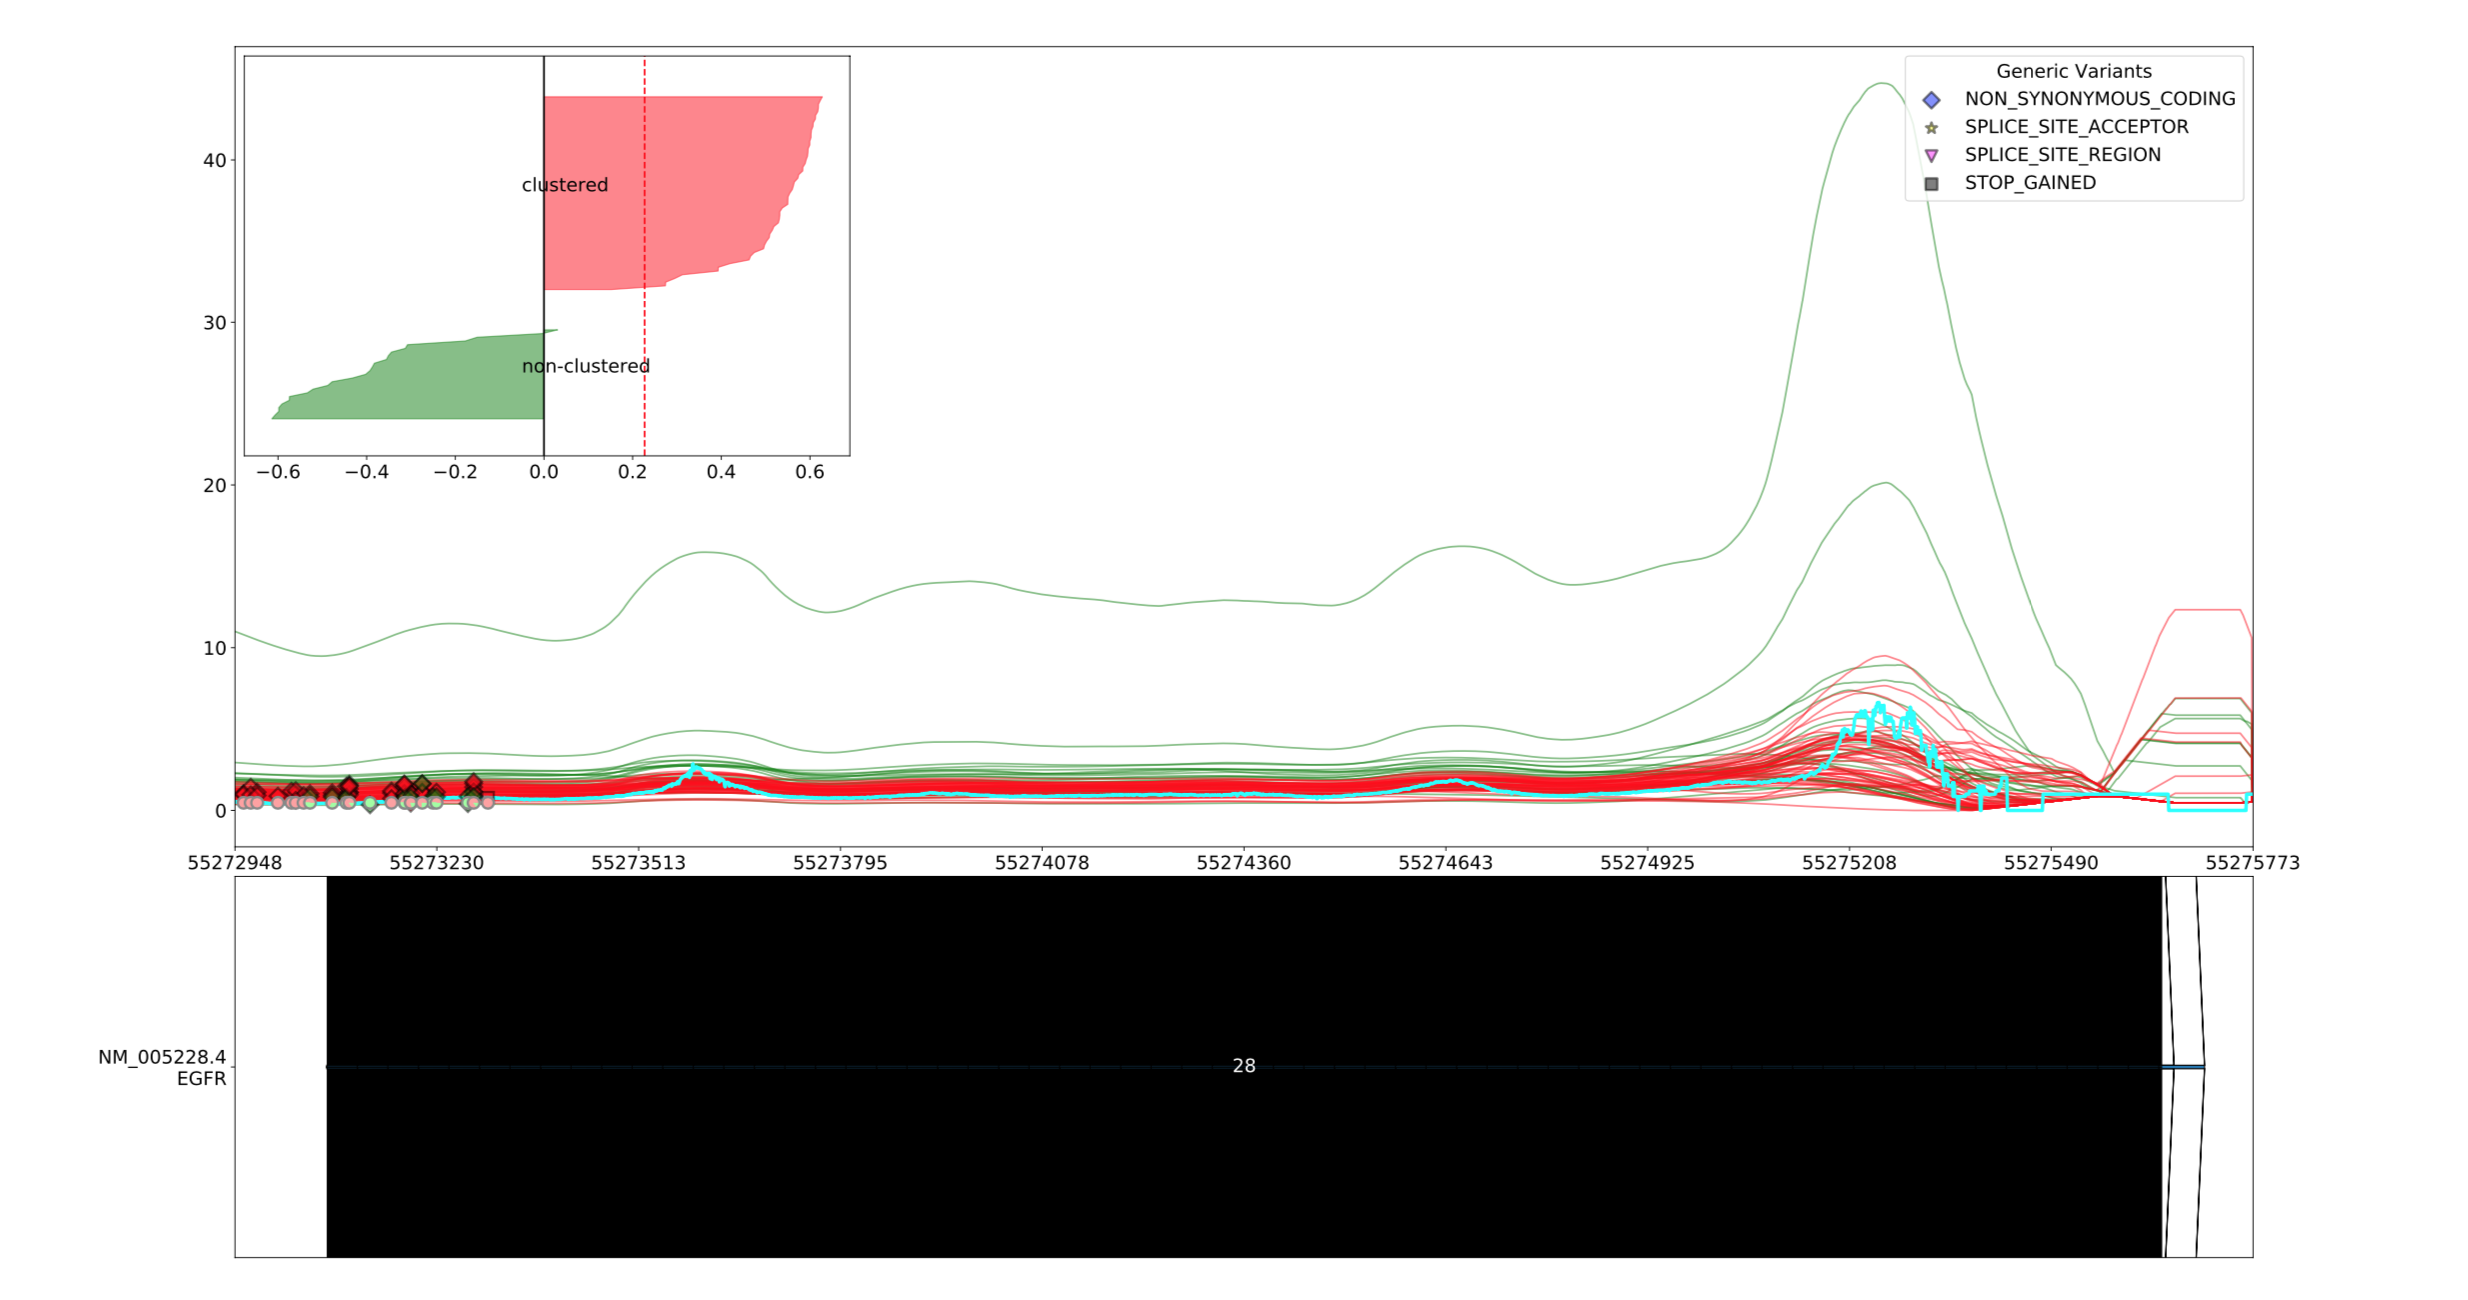 Generic Variants
NON_SYNONYMOUS_CODING
SPLICE_SITE_ACCEPTOR
SPLICE_SITE_REGION
STOP_GAINED
clustered
non-clustered
−0.6 −0.4 −0.2 0.0 0.2 0.4 0.6
40
30
20
10
0
55272948 55273230 55273513 55273795 55274078 55274360 55274643 55274925 55275208 55275490 55275773
NM_005228.4
EGFR
28